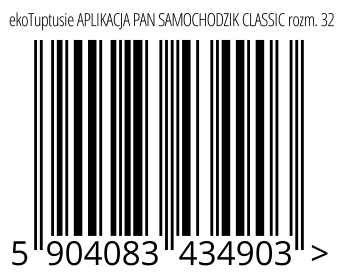 ekoTuptusie APLIKACJA PAN SAMOCHODZIK CLASSIC rozm. 32
5 904083 434903 >